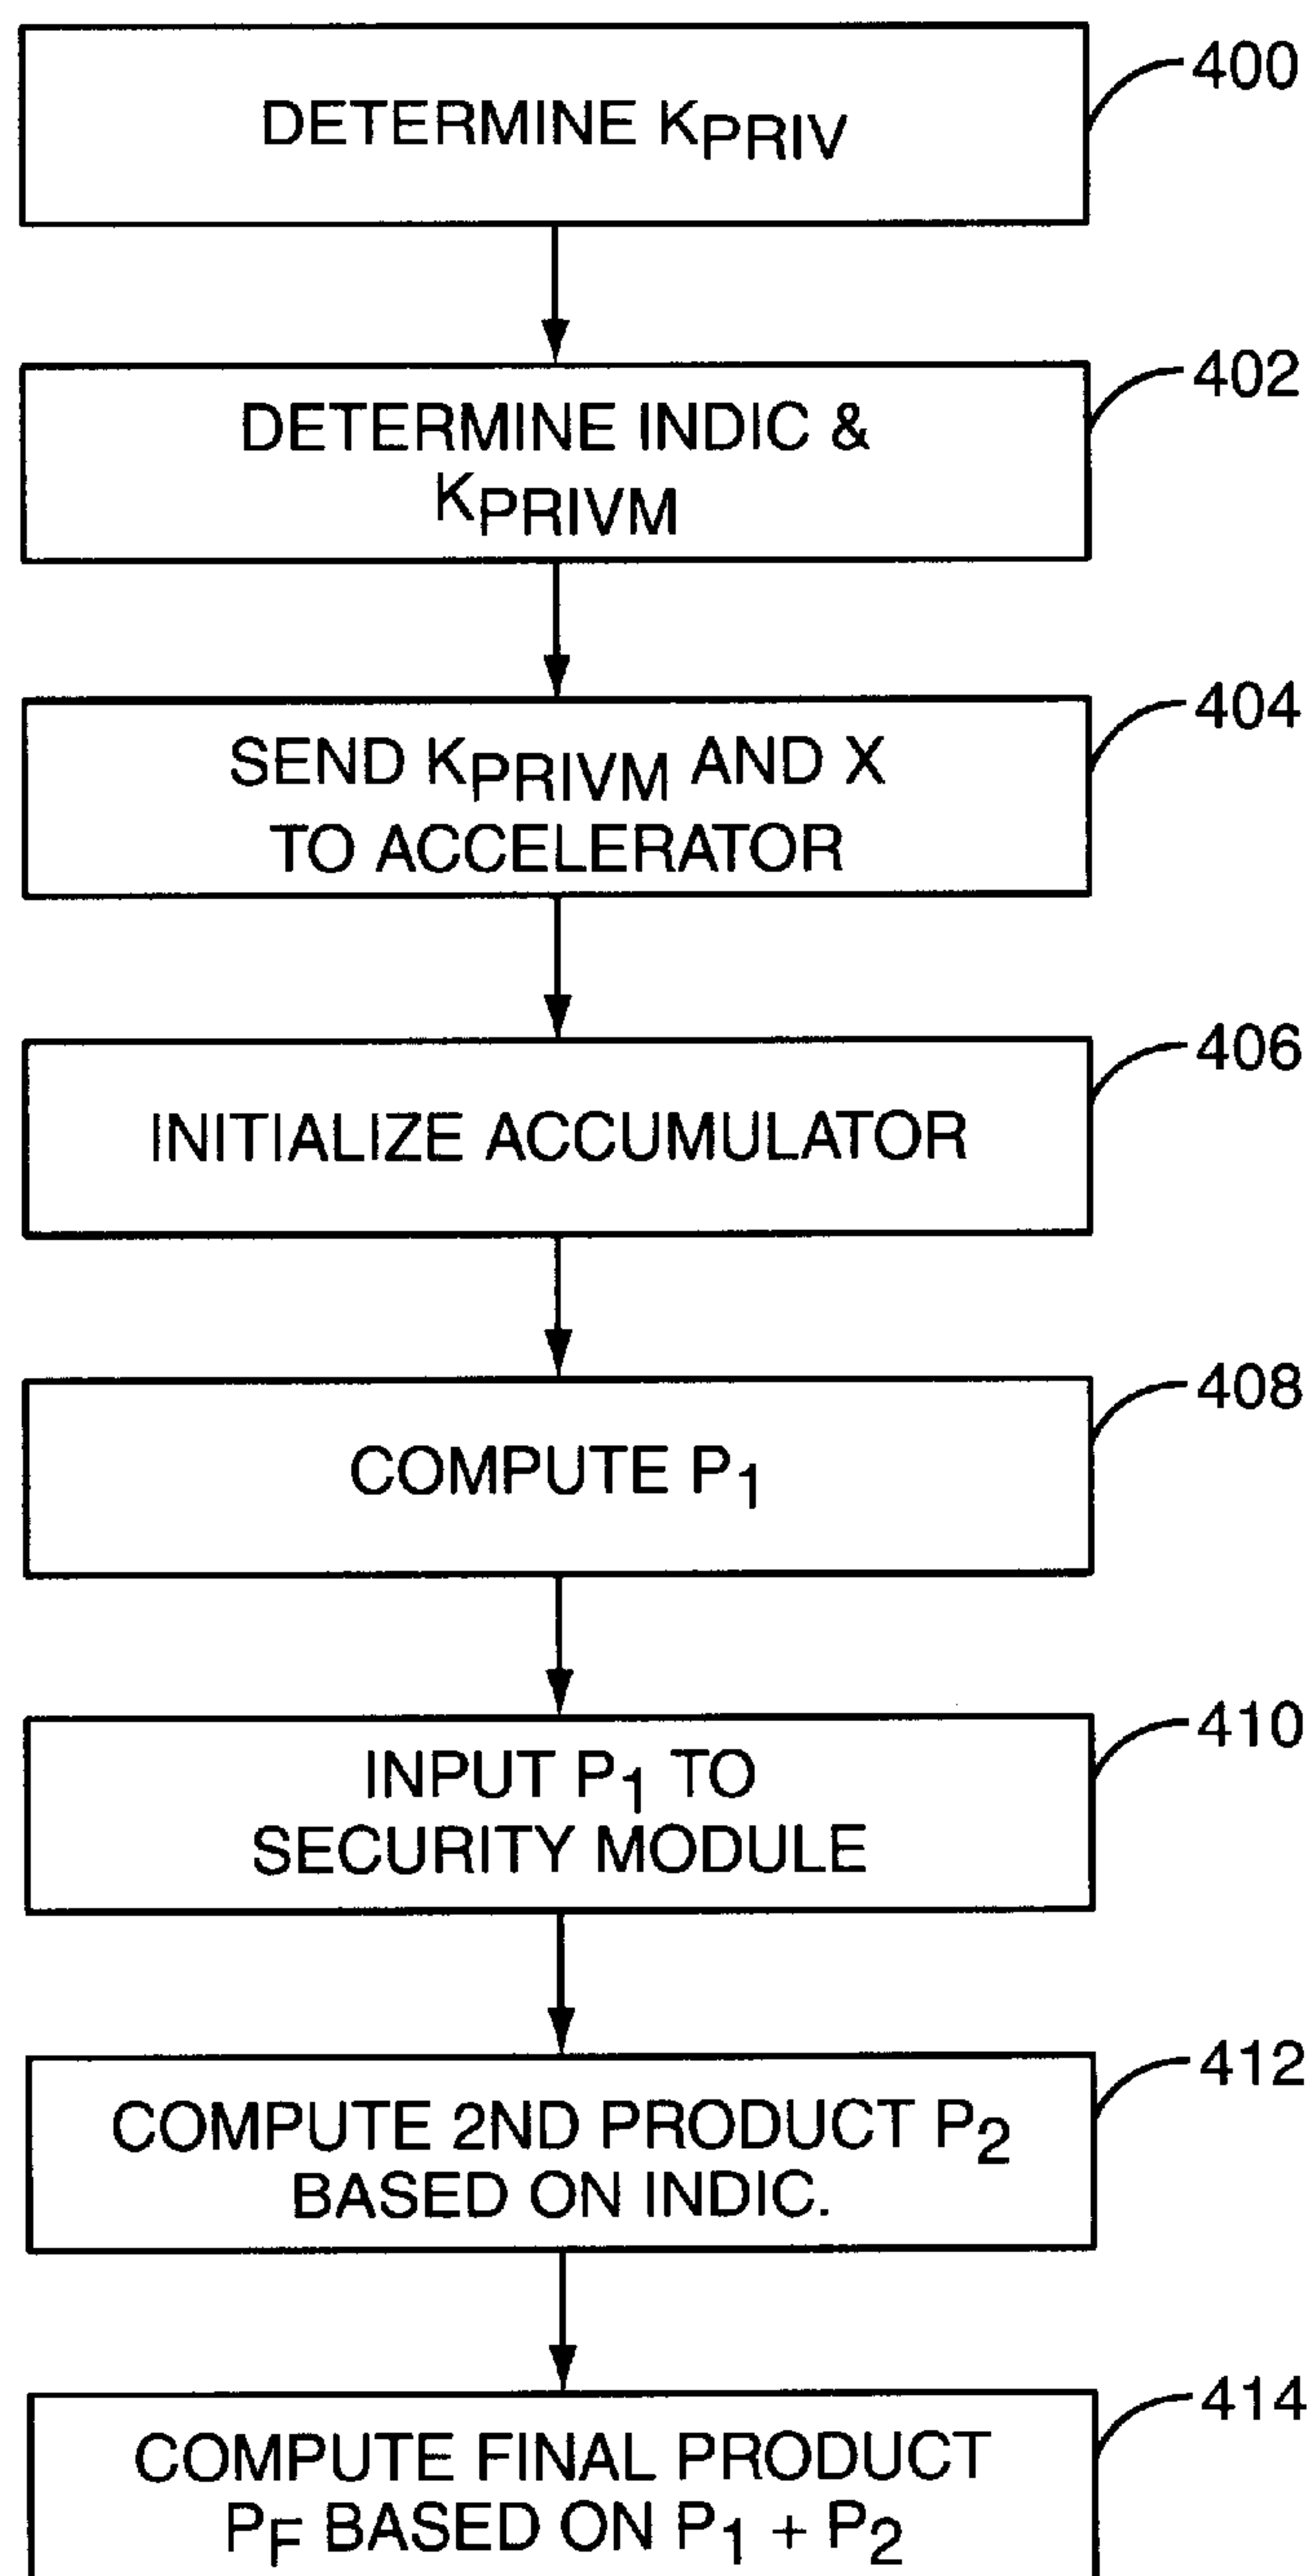 DETERMINE KPRIV
400
DETERMINE INDIC &
KPRIVM
402
SEND KPRIVM AND X
TO ACCELERATOR
404
INITIALIZE ACCUMULATOR
406
COMPUTE P1
408
INPUT P1 TO
SECURITY MODULE
410
COMPUTE 2ND PRODUCT P2
BASED ON INDIC.
412
COMPUTE FINAL PRODUCT
PF BASED ON P1 + P2
414